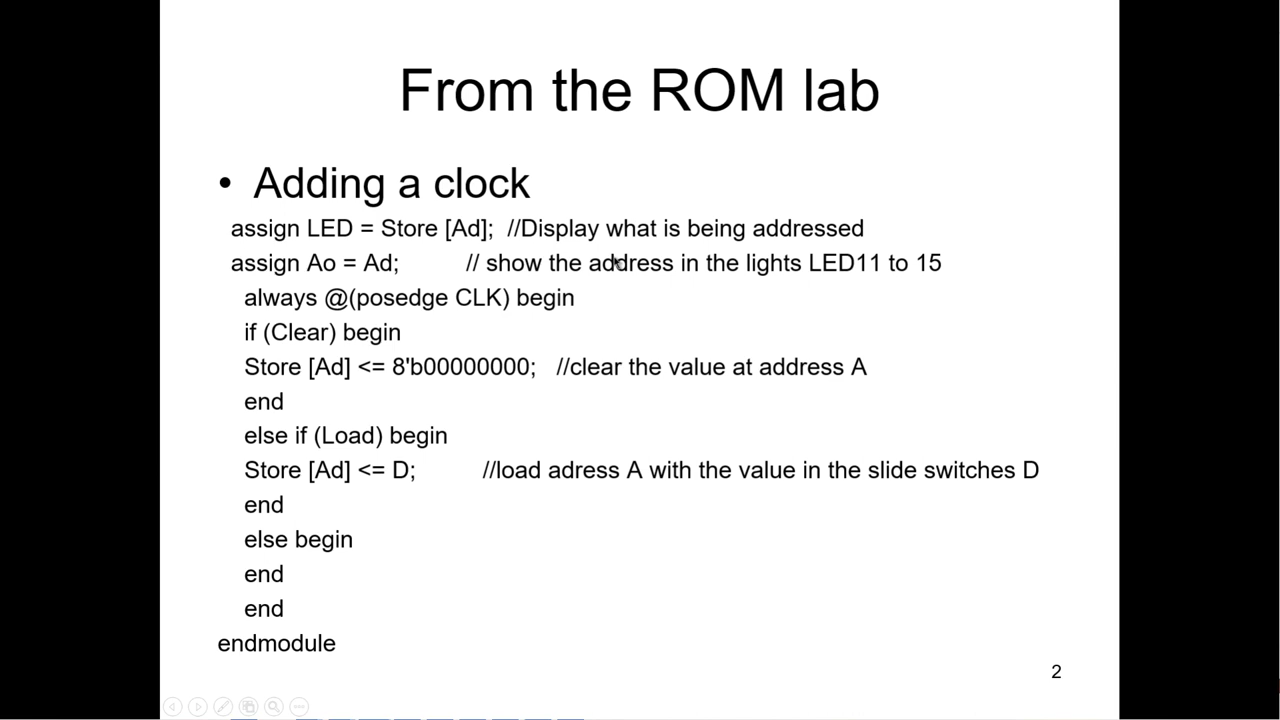 From the ROM lab
• Adding a clock
assign LED = Store [Ad]; //Display what is being addressed
assign Ao = Ad; // show the address in the lights LED11 to 15
always @(posedge CLK) begin
if (Clear) begin
Store [Ad] <= 8'b00000000; //clear the value at address A
end
else if (Load) begin
Store [Ad] <= D; //load adress A with the value in the slide switches D
end
else begin
end
end
endmodule
2